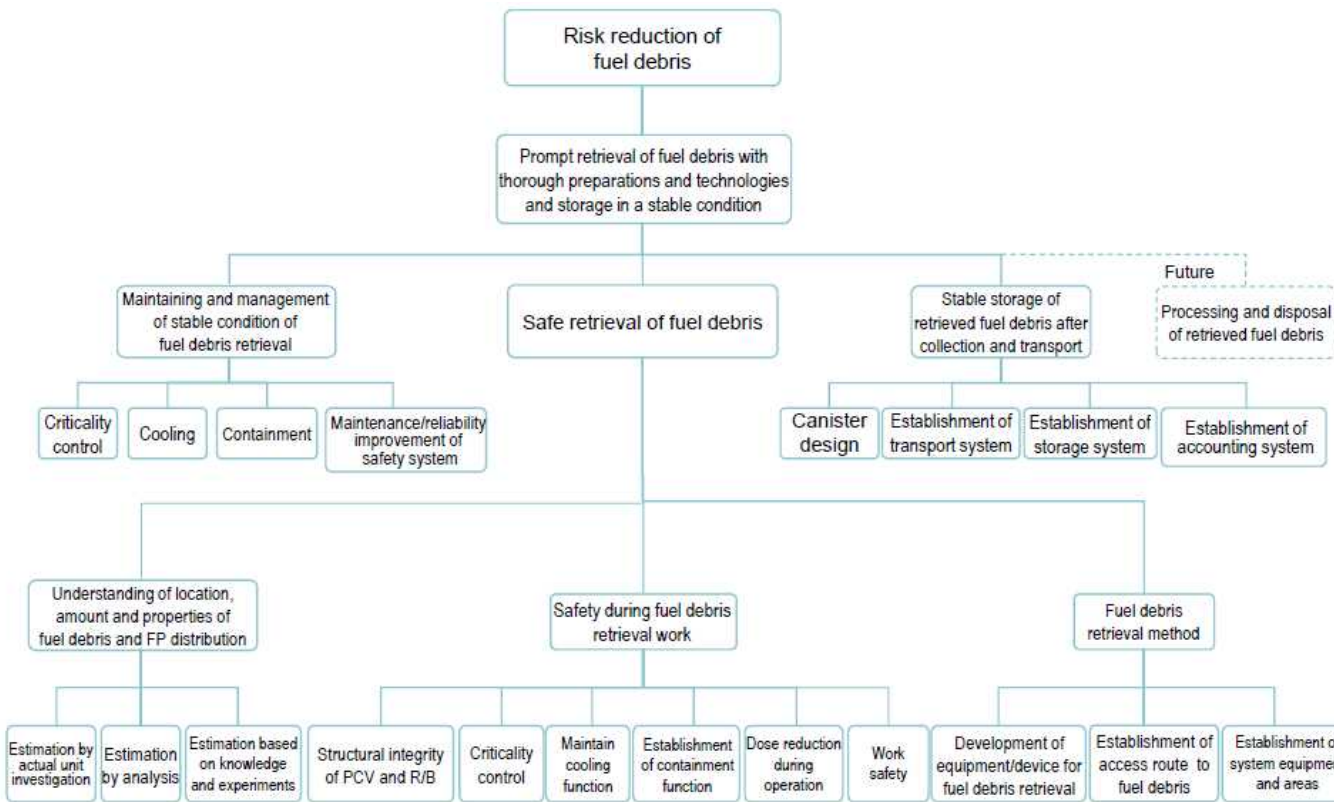 Risk reduction of
fuel debris
Prompt retrieval of fuel debris with
thorough preparations and technologies
and storage in a stable condition
Future
Maintaining and management
of stable condition of
fuel debris retrieval
Safe retrieval of fuel debris
Stable storage of
retrieved fuel debris after
collection and transport
Processing and disposal
of retrieved fuel debris
Criticality
control
Cooling
Containment
Maintenance/reliability
improvement of
safety system
Canister
design
Establishment of
transport system
Establishment of
storage system
Establishment of
accounting system
Understanding of location,
amount and properties of
fuel debris and FP distribution
Safety during fuel debris
retrieval work
Fuel debris
retrieval method
Estimation by
actual unit
investigation
Estimation
by analysis
Estimation based
on knowledge
and experiments
Structural integrity
of PCV and R/B
Criticality
control
Maintain
cooling
function
Establishment
of containment
function
Dose reduction
during
operation
Work
safety
Development of
equipment/device for
fuel debris retrieval
Establishment of
access route to
fuel debris
Establishment of
system equipmen
and areas